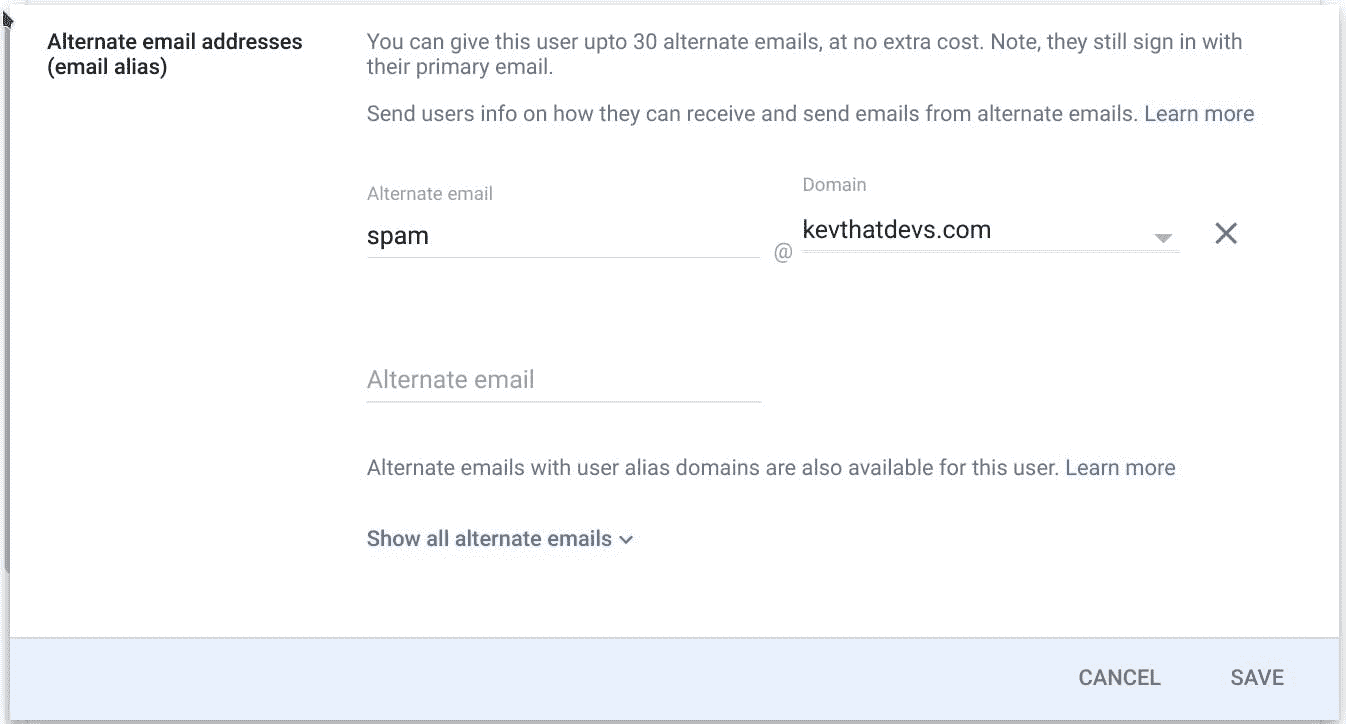 Alternate email addresses
(email alias)
You can give this user upto 30 alternate emails, at no extra cost. Note, they still sign in with
their primary email.
Send users info on how they can receive and send emails from alternate emails. Learn more
Alternate email
Domain
spam
@
kevthatdevs.com
Alternate email
Alternate emails with user alias domains are also available for this user. Learn more
Show all alternate emails
CANCEL
SAVE